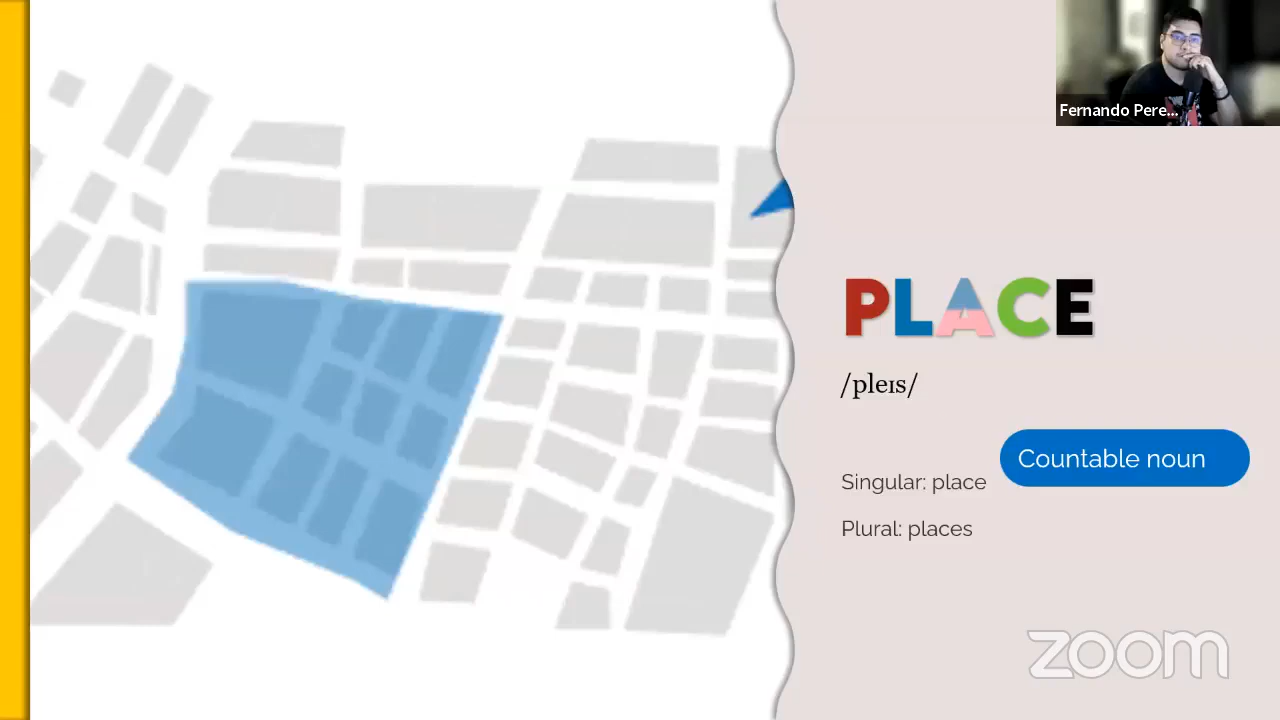 Fernando Pere...
PLACE
/pleɪs/
Countable noun
Singular: place
Plural: places
zoom